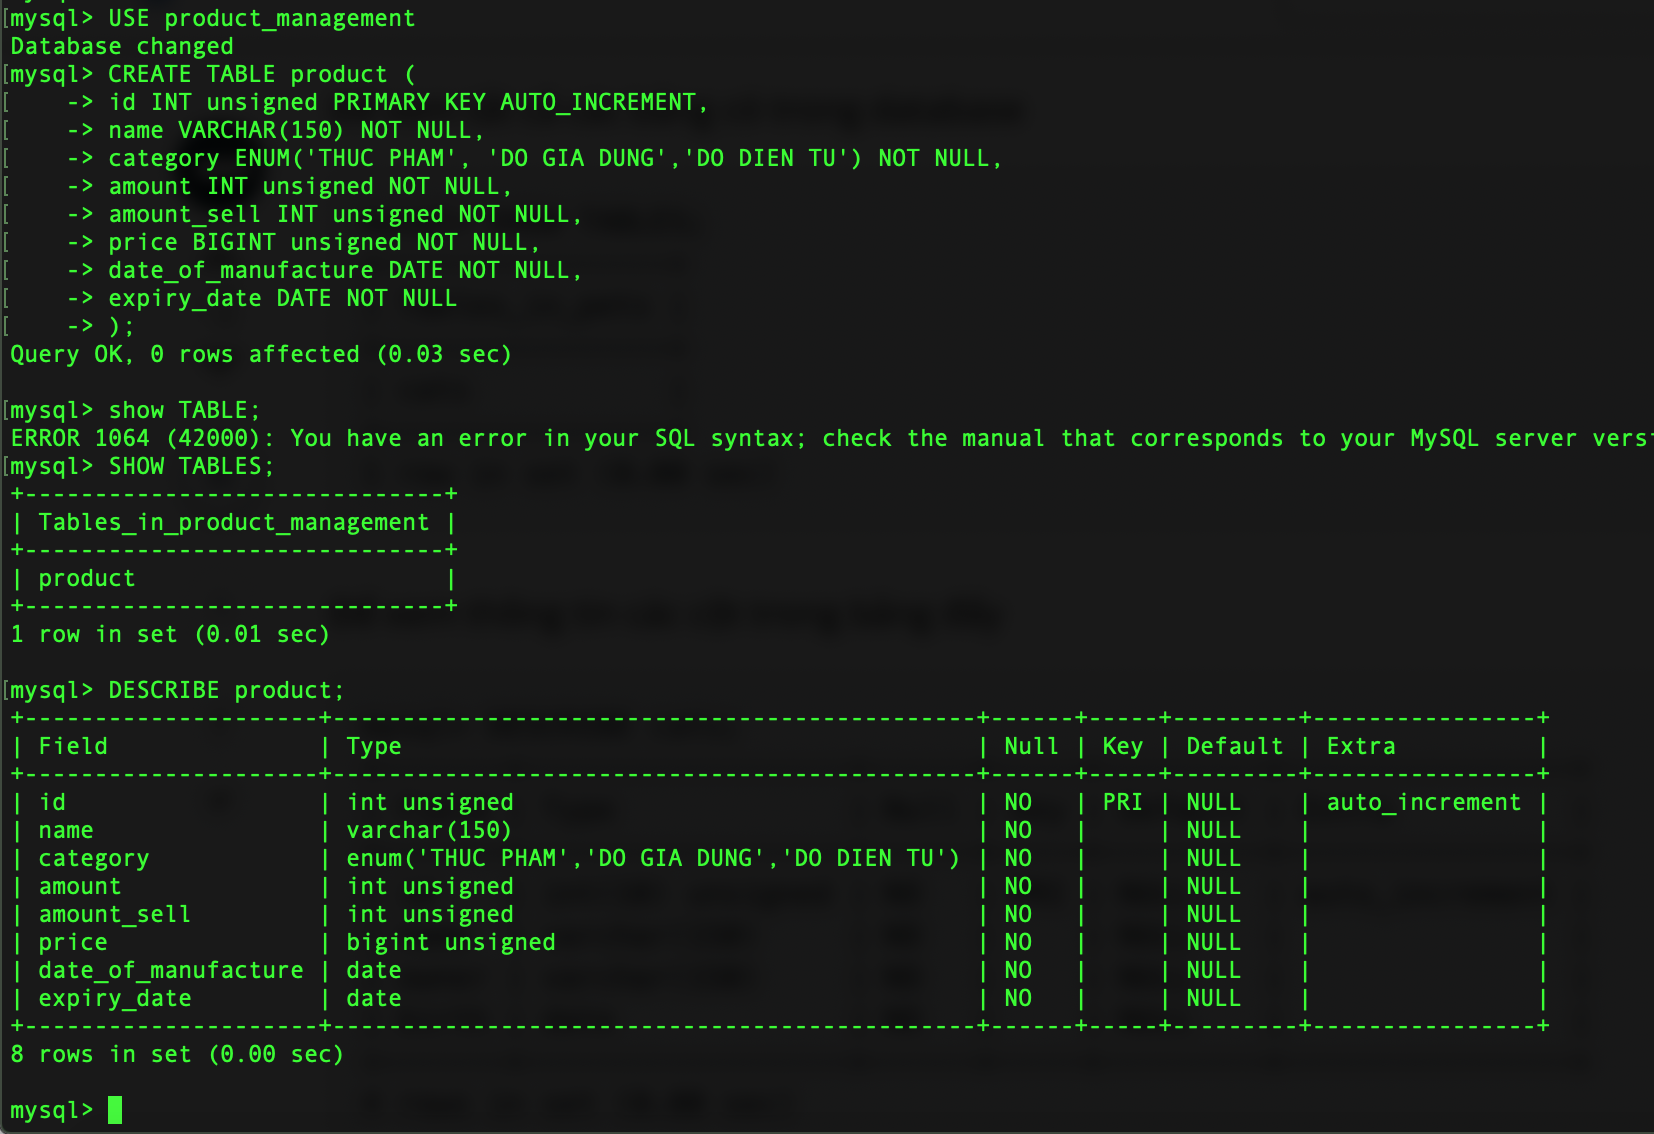 [mysql> USE product_management
Database changed
[mysql> CREATE TABLE product (
[    -> id INT unsigned PRIMARY KEY AUTO_INCREMENT,
[    -> name VARCHAR(150) NOT NULL,
[    -> category ENUM('THUC PHAM', 'DO GIA DUNG','DO DIEN TU') NOT NULL,
[    -> amount INT unsigned NOT NULL,
[    -> amount_sell INT unsigned NOT NULL,
[    -> price BIGINT unsigned NOT NULL,
[    -> date_of_manufacture DATE NOT NULL,
[    -> expiry_date DATE NOT NULL
[    -> );
Query OK, 0 rows affected (0.03 sec)
[mysql> show TABLE;
ERROR 1064 (42000): You have an error in your SQL syntax; check the manual that corresponds to your MySQL server vers
[mysql> SHOW TABLES;
+------------------------------+
| Tables_in_product_management |
+------------------------------+
| product                      |
+------------------------------+
1 row in set (0.01 sec)
[mysql> DESCRIBE product;
+---------------------+----------------------------------------------+------+-----+---------+----------------+
| Field               | Type                                         | Null | Key | Default | Extra          |
+---------------------+----------------------------------------------+------+-----+---------+----------------+
| id                  | int unsigned                                 | NO   | PRI | NULL    | auto_increment |
| name                | varchar(150)                                 | NO   |     | NULL    |                |
| category            | enum('THUC PHAM','DO GIA DUNG','DO DIEN TU') | NO   |     | NULL    |                |
| amount              | int unsigned                                 | NO   |     | NULL    |                |
| amount_sell         | int unsigned                                 | NO   |     | NULL    |                |
| price               | bigint unsigned                              | NO   |     | NULL    |                |
| date_of_manufacture | date                                         | NO   |     | NULL    |                |
| expiry_date         | date                                         | NO   |     | NULL    |                |
+---------------------+----------------------------------------------+------+-----+---------+----------------+
8 rows in set (0.00 sec)
mysql>